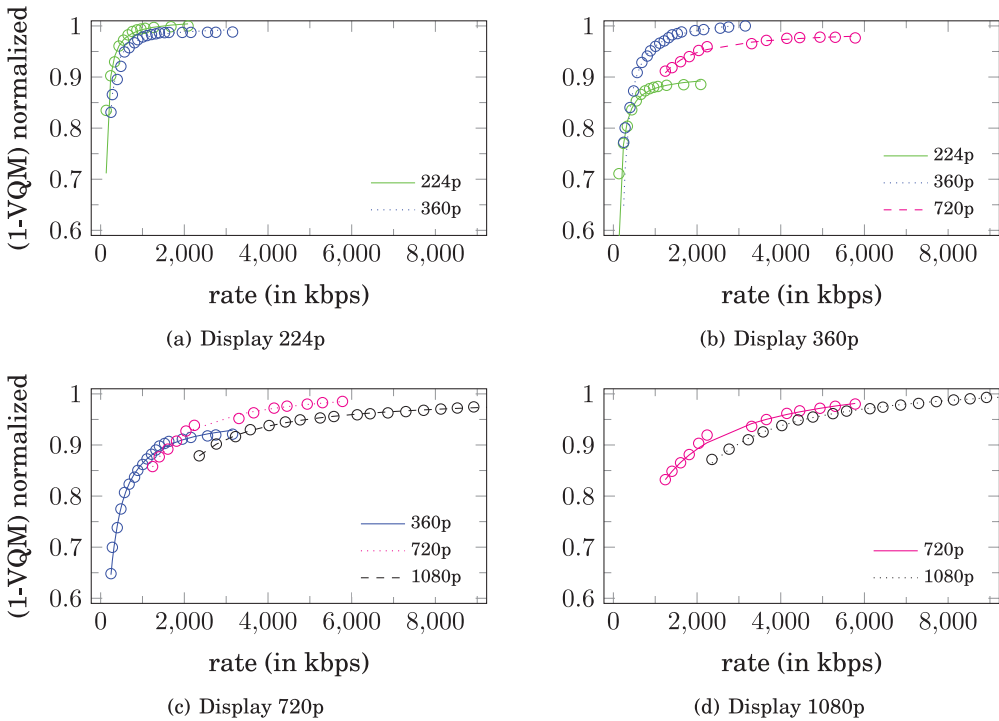 (1-VQM) normalized
1
0.9
0.8
0.7
0.6
224p
360p
0 2,000 4,000 6,000 8,000
rate (in kbps)
(a) Display 224p
1
0.9
0.8
0.7
0.6
224p
360p
720p
0 2,000 4,000 6,000 8,000
rate (in kbps)
(b) Display 360p
(1-VQM) normalized
1
0.9
0.8
0.7
0.6
360p
720p
1080p
0 2,000 4,000 6,000 8,000
rate (in kbps)
(c) Display 720p
1
0.9
0.8
0.7
0.6
720p
1080p
0 2,000 4,000 6,000 8,000
rate (in kbps)
(d) Display 1080p